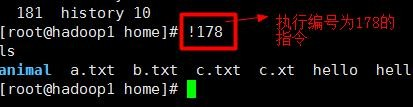 181  history 10
[root@hadoop1 home]# !178
执行编号为178的
指令
ls
animal  a.txt  b.txt  c.txt  c.xt  hello  hell
[root@hadoop1 home]#